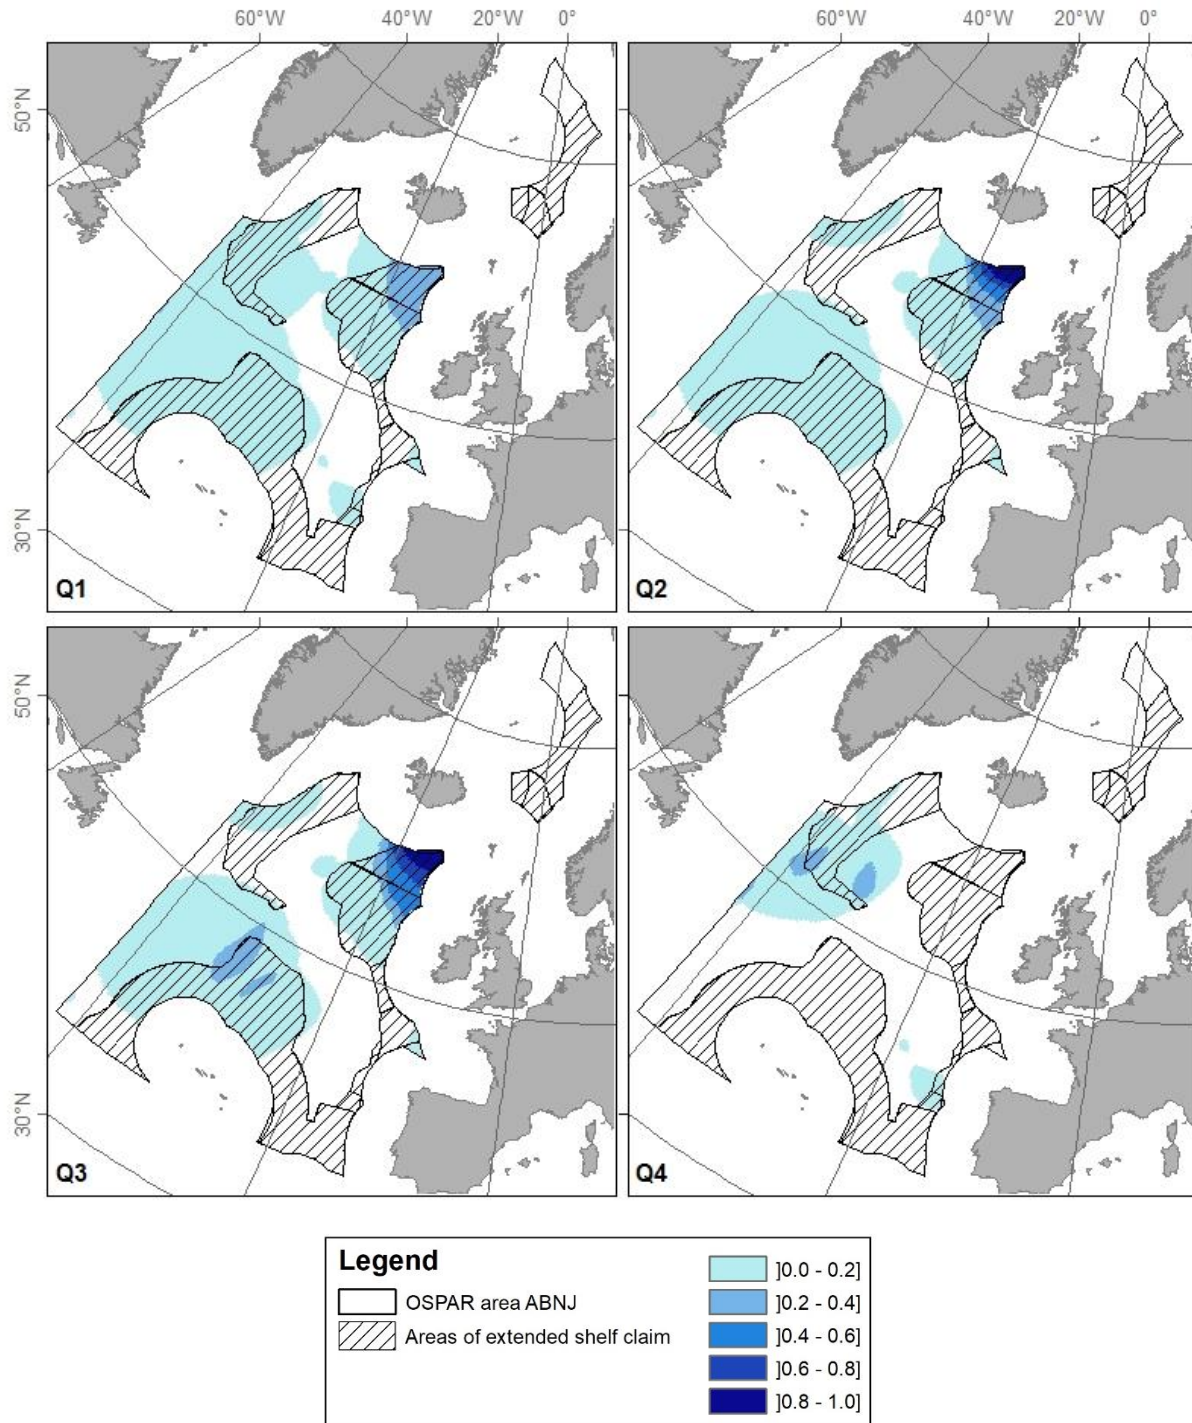 60°W 40°W 20°W 0° 60°W 40°W 20°W 0°
50°N
30°N
Q1 Q2
50°N
30°N
Q3 Q4
Legend
OSPAR area ABNJ
Areas of extended shelf claim
]0.0 - 0.2]
]0.2 - 0.4]
]0.4 - 0.6]
]0.6 - 0.8]
]0.8 - 1.0]